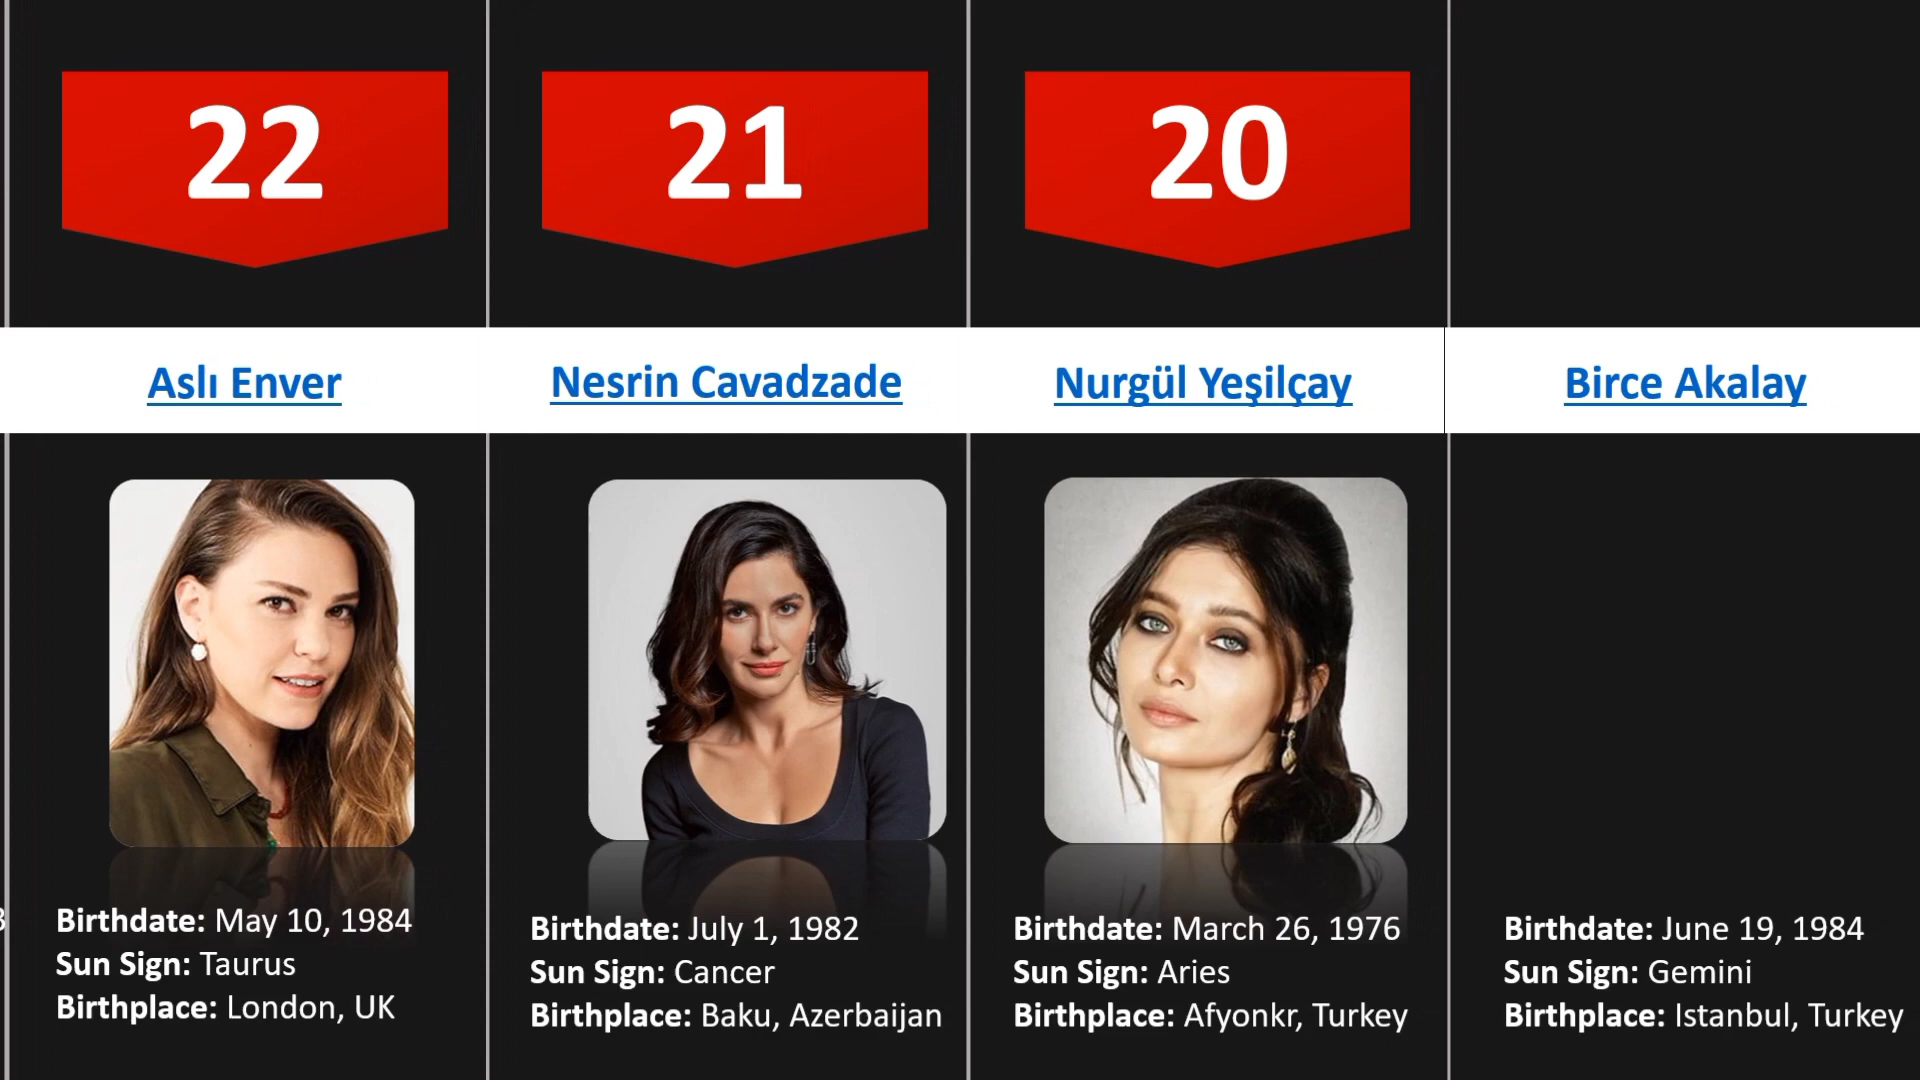 22
21
20
Aslı Enver
Nesrin Cavadzade
Nurgül Yeşilçay
Birce Akalay
Birthdate: May 10, 1984
Sun Sign: Taurus
Birthplace: London, UK
Birthdate: July 1, 1982
Sun Sign: Cancer
Birthplace: Baku, Azerbaijan
Birthdate: March 26, 1976
Sun Sign: Aries
Birthplace: Afyonkr, Turkey
Birthdate: June 19, 1984
Sun Sign: Gemini
Birthplace: Istanbul, Turkey